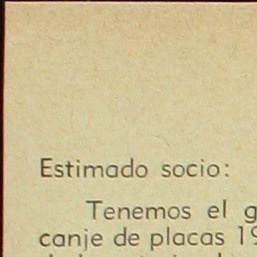 Estimado socio:
Tenemos el
canje de placas